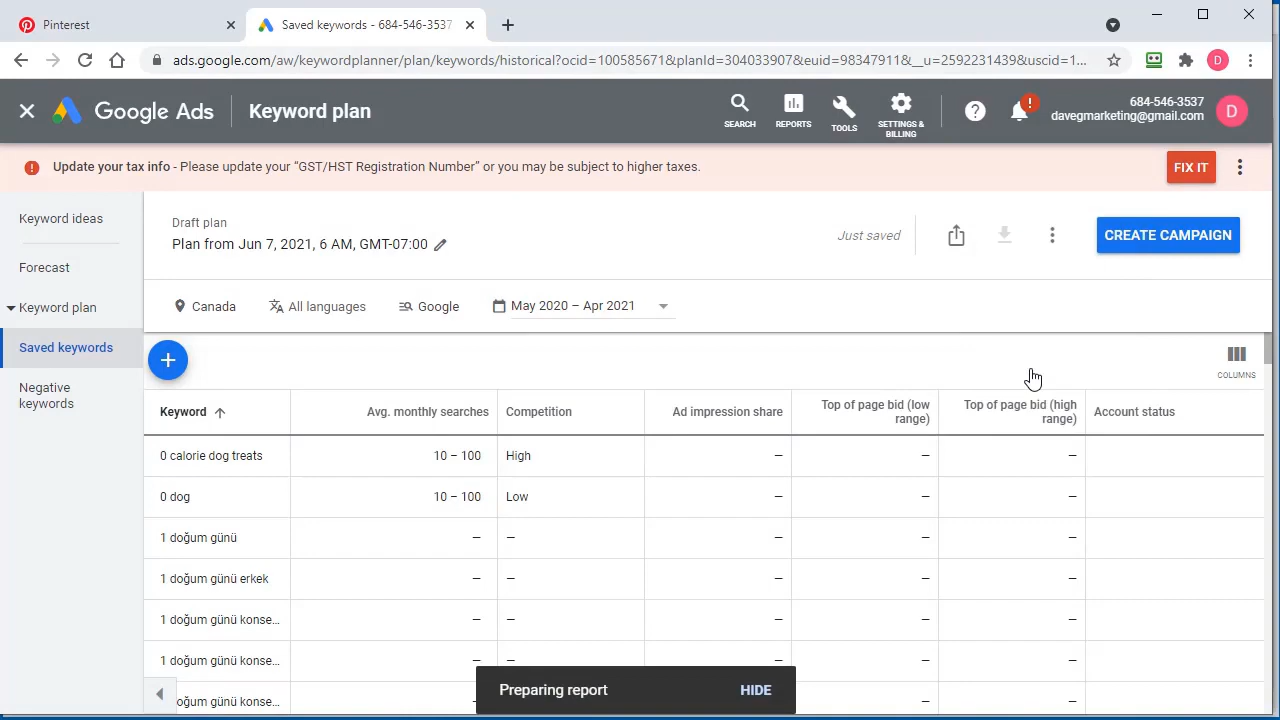 Pinterest
Saved keywords - 684-546-3537
ads.google.com/aw/keywordplanner/plan/keywords/historical?ocid=100585671&planId=304033907&euid=98347911&__u=2592231439&uscid=1...
D
Google Ads
Keyword plan
SEARCH
REPORTS
TOOLS
SETTINGS &
BILLING
684-546-3537
davegmarketing@gmail.com
D
Update your tax info - Please update your “GST/HST Registration Number” or you may be subject to higher taxes.
FIX IT
Keyword ideas
Forecast
Keyword plan
Saved keywords
Negative
keywords
Draft plan
Plan from Jun 7, 2021, 6 AM, GMT-07:00
Just saved
CREATE CAMPAIGN
Canada
All languages
Google
May 2020 – Apr 2021
COLUMNS
Keyword
Avg. monthly searches
Competition
Ad impression share
Top of page bid (low
range)
Top of page bid (high
range)
Account status
0 calorie dog treats 10 – 100 High – – –
0 dog 10 – 100 Low – – –
1 doğum günü – – – – –
1 doğum günü erkek – – – – –
1 doğum günü konse... – – – – –
1 doğum günü konse... – – – – –
oğum günü konse... – – –
Preparing report
HIDE